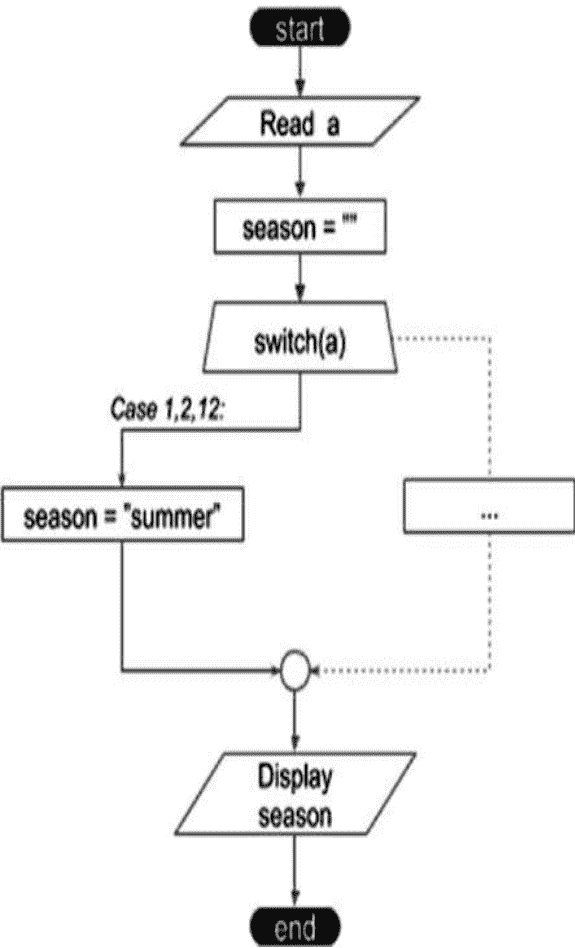 start
Read a
season = ""
switch(a)
Case 1,2,12:
season = "summer"
...
Display
season
end